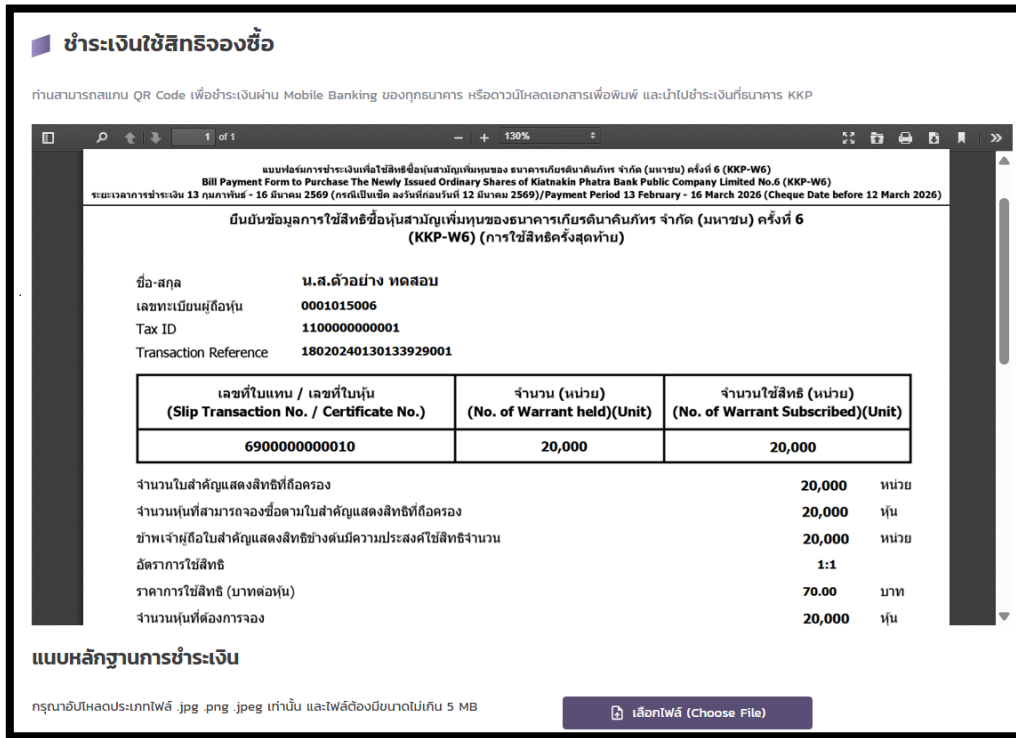 ชำระเงินใช้สิทธิจองซื้อ
ท่านสามารถสแกน QR Code เพื่อชำระเงินผ่าน Mobile Banking ของทุกธนาคาร หรือดาวน์โหลดเอกสารเพื่อพิมพ์ และนำไปชำระเงินที่ธนาคาร KKP
1 of 1 130%
แบบฟอร์มการชำระเงินเพื่อใช้สิทธิซื้อหุ้นสามัญเพิ่มทุนของ ธนาคารเกียรตินาคินภัทร จำกัด (มหาชน) ครั้งที่ 6 (KKP-W6)
Bill Payment Form to Purchase The Newly Issued Ordinary Shares of Kiatnakin Phatra Bank Public Company Limited No.6 (KKP-W6)
ระยะเวลาการชำระเงิน 13 กุมภาพันธ์ - 16 มีนาคม 2569 (กรณีเป็นเช็ค ลงวันที่ก่อนวันที่ 12 มีนาคม 2569)/Payment Period 13 February - 16 March 2026 (Cheque Date before 12 March 2026)
ยืนยันข้อมูลการใช้สิทธิซื้อหุ้นสามัญเพิ่มทุนของธนาคารเกียรตินาคินภัทร จำกัด (มหาชน) ครั้งที่ 6
(KKP-W6) (การใช้สิทธิครั้งสุดท้าย)
ชื่อ-สกุล น.ส.ตัวอย่าง ทดสอบ
เลขทะเบียนผู้ถือหุ้น 0001015006
Tax ID 1100000000001
Transaction Reference 18020240130133929001
เลขที่ใบแทน / เลขที่ใบหุ้น จำนวน (หน่วย) จำนวนใช้สิทธิ (หน่วย)
(Slip Transaction No. / Certificate No.) (No. of Warrant held)(Unit) (No. of Warrant Subscribed)(Unit)
6900000000010 20,000 20,000
จำนวนใบสำคัญแสดงสิทธิที่ถือครอง 20,000 หน่วย
จำนวนหุ้นที่สามารถจองซื้อตามใบสำคัญแสดงสิทธิที่ถือครอง 20,000 หุ้น
ข้าพเจ้าผู้ถือใบสำคัญแสดงสิทธิข้างต้นมีความประสงค์ใช้สิทธิจำนวน 20,000 หน่วย
อัตราการใช้สิทธิ 1:1
ราคาการใช้สิทธิ (บาทต่อหุ้น) 70.00 บาท
จำนวนหุ้นที่ต้องการจอง 20,000 หุ้น
แนบหลักฐานการชำระเงิน
กรุณาอัปโหลดประเภทไฟล์ .jpg .png .jpeg เท่านั้น และไฟล์ต้องมีขนาดไม่เกิน 5 MB
เลือกไฟล์ (Choose File)